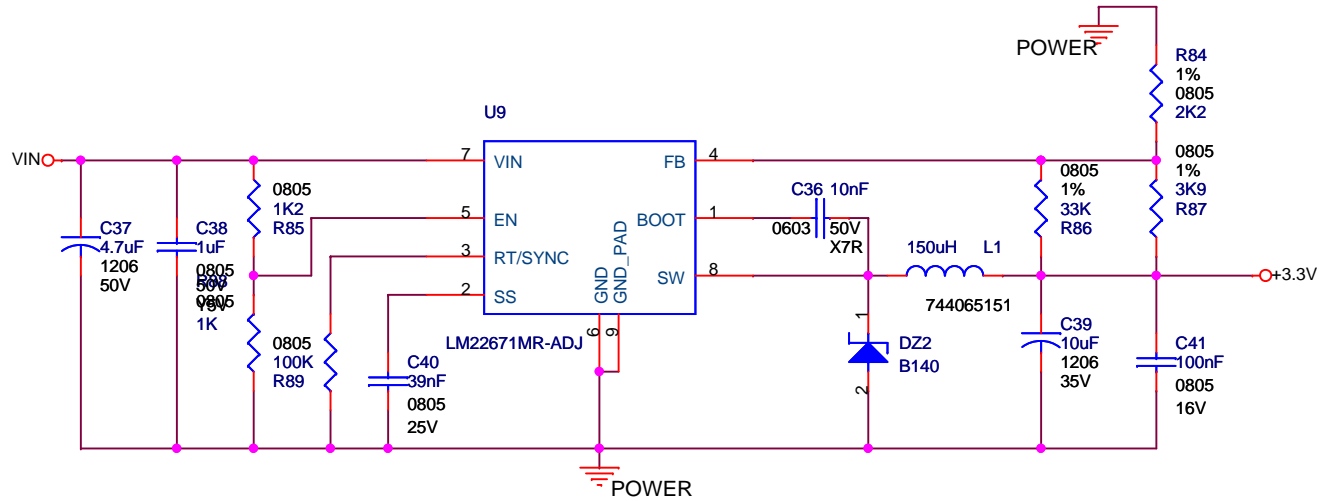 POWER
R84
1%
0805
2K2
U9
VIN
7
VIN
FB
4
0805
1%
3K9
R87
0805
1K2
R85
5
EN
C36 10nF
BOOT
1
0603
50V
X7R
0805
1%
33K
R86
C37
4.7uF
1206
50V
C38
1uF
0805
50V
Y5V
R88
0805
1K
3
RT/SYNC
GND
GND_PAD
150uH
L1
SW
8
744065151
+3.3V
2
SS
6
9
0805
100K
R89
LM22671MR-ADJ
C40
39nF
0805
25V
1
DZ2
B140
2
C39
10uF
1206
35V
C41
100nF
0805
16V
POWER